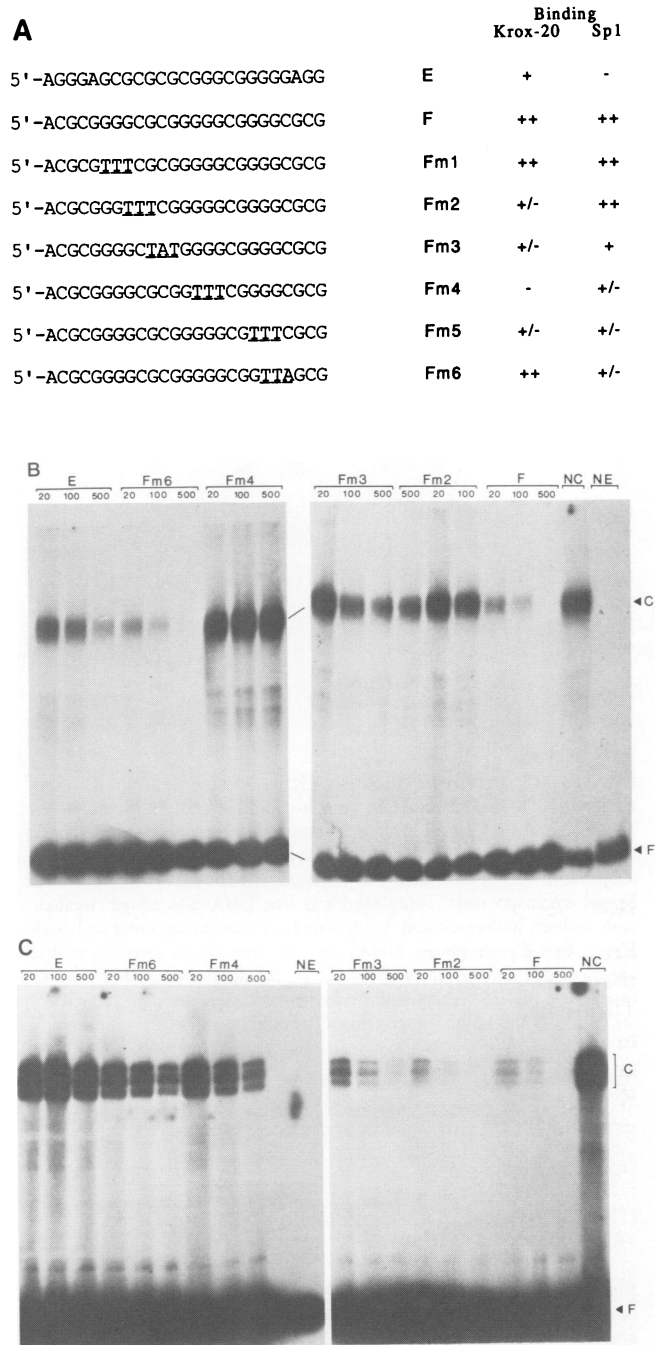 A
Binding
Krox-20 Sp1
5'-AGGGAGCGCGCGCGGGCGGGGGAGG E + -
5'-ACGCGGGGCGCGGGGGCGGGGCGCG F ++ ++
5'-ACGCGTTTCGCGGGGGCGGGGCGCG Fm1 ++ ++
5'-ACGCGGGTTTCGGGGGCGGGGCGCG Fm2 +/- ++
5'-ACGCGGGGCTATGGGGCGGGGCGCG Fm3 +/- +
5'-ACGCGGGGCGCGGTTTCGGGGCGCG Fm4 - +/-
5'-ACGCGGGGCGCGGGGGCGTTTCGCG Fm5 +/- +/-
5'-ACGCGGGGCGCGGGGGCGGTTAGCG Fm6 ++ +/-
B
E Fm6 Fm4 Fm3 Fm2 F NC NE
20 100 500 20 100 500 20 100 500 20 100 500 500 20 100 20 100 500
C
F
C
E Fm6 Fm4 NE Fm3 Fm2 F NC
20 100 500 20 100 500 20 100 500 20 100 500 20 100 500 20 100 500
C
F